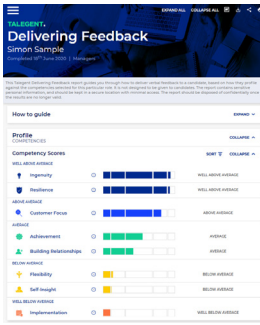 EXPAND ALL COLLAPSE ALL
TALEGENT.
Delivering Feedback
Simon Sample
Completed 10th June 2020 | Managent
This Talegent Delivering Feedback report guides you through how to deliver verbal feedback to a candidate, based on how they profile
against the competencies selected for this particular role. It is not designed to be given to candidates. The report contains sensitive
personal information, and should be kept in a secure location with minimal access. This report should be disposed of confidentially once
the results are no longer valid.
How to guide EXPAND
Profile COLLAPSE
COMPETENCIES
Competency Scores SORT COLLAPSE
WELL ABOVE AVERAGE
Ingenuity WELL ABOVE AVERAGE
Resilience WELL ABOVE AVERAGE
ABOVE AVERAGE
Customer Focus ABOVE AVERAGE
AVERAGE
Achievement AVERAGE
Building Relationships AVERAGE
BELOW AVERAGE
Flexibility BELOW AVERAGE
Self-Insight BELOW AVERAGE
WELL BELOW AVERAGE
Implementation WELL BELOW AVERAGE